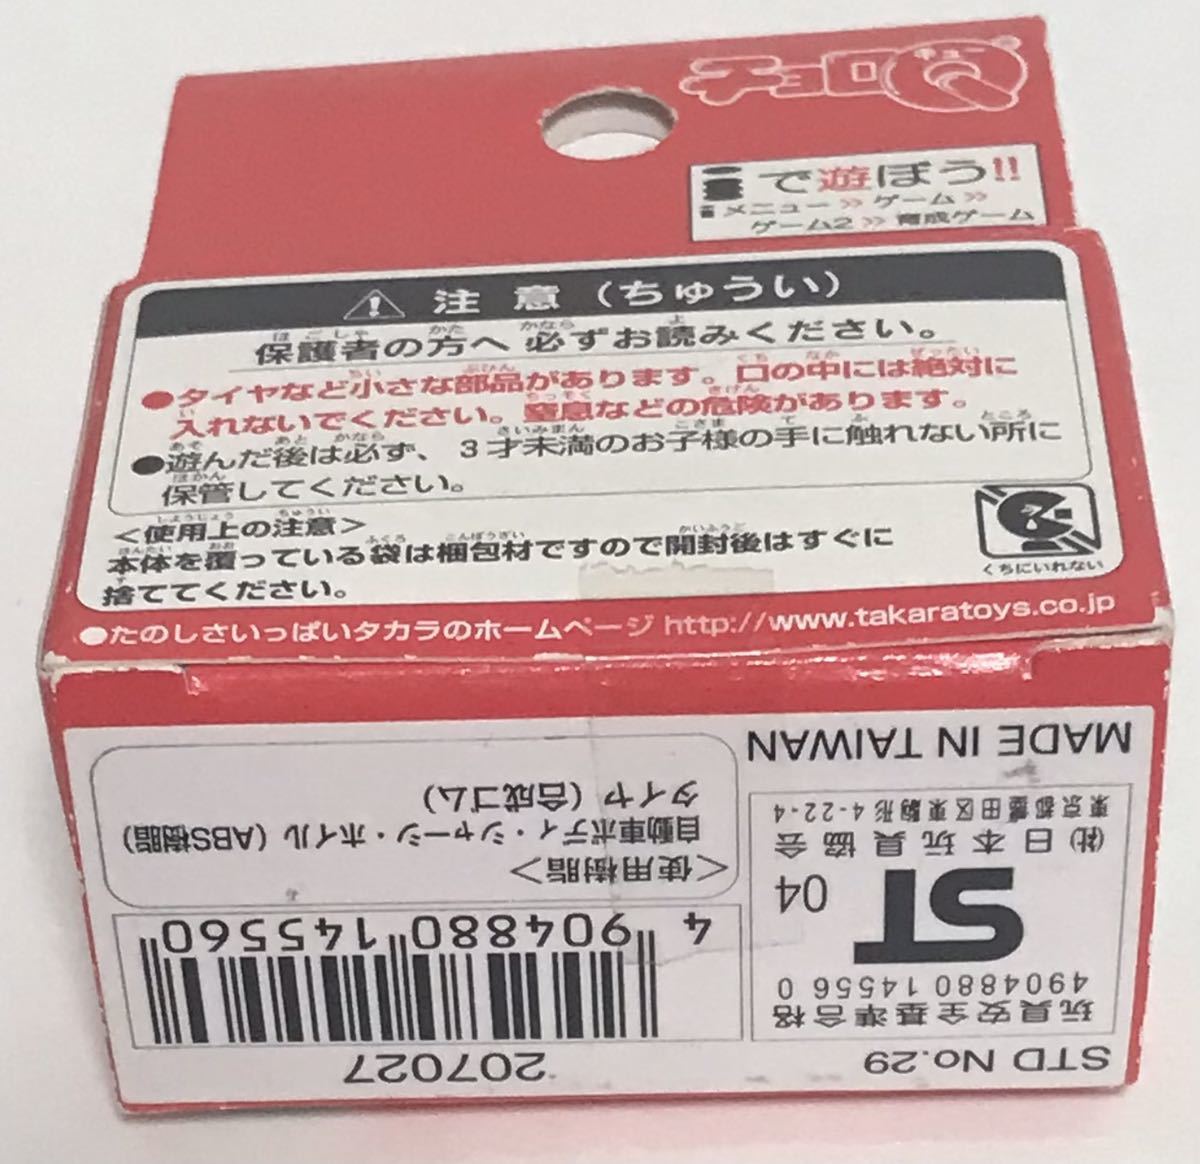 チョロQ
キュー
で遊ぼう!!
メニュー >> ゲーム >>
ゲーム2 >> 育成ゲーム
注 意（ちゅうい）
保護者の方へ 必ずお読みください。
●タイヤなど小さな部品があります。口の中には絶対に
入れないでください。窒息などの危険があります。
●遊んだ後は必ず、3才未満のお子様の手に触れない所に
保管してください。
＜使用上の注意＞
本体を覆っている袋は梱包材ですので開封後はすぐに
捨ててください。
くちにいれない
●たのしさいっぱいタカラのホームページ http://www.takaratoys.co.jp
STD No.29
207027
玩具安全基準合格
4904880 14556 0
ST
04
(社)日本玩具協会
東京都墨田区東駒形4-22-4
MADE IN TAIWAN
4 904880 145560
＜使用樹脂＞
自動車ボディ・シャーシ・ホイル（ABS樹脂）
タイヤ（合成ゴム）